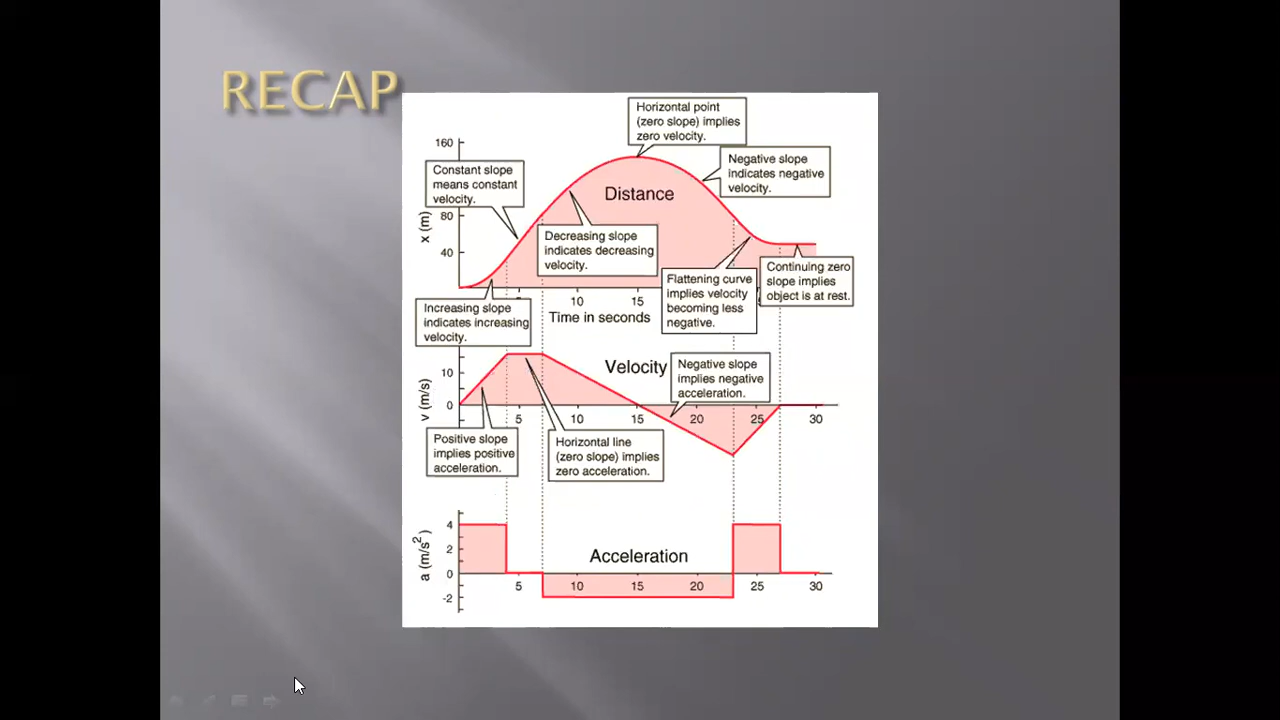 RECAP
Horizontal point
(zero slope) implies
zero velocity.
160
Constant slope
means constant
velocity.
Negative slope
indicates negative
velocity.
Distance
x (m)
80
40
Decreasing slope
indicates decreasing
velocity.
Flattening curve
implies velocity
becoming less
negative.
Continuing zero
slope implies
object is at rest.
10 15
Time in seconds
Increasing slope
indicates increasing
velocity.
Velocity
Negative slope
implies negative
acceleration.
v (m/s)
10
0
5 10 15 20 25 30
Positive slope
implies positive
acceleration.
Horizontal line
(zero slope) implies
zero acceleration.
Acceleration
a (m/s²)
4
2
0
-2
5 10 15 20 25 30